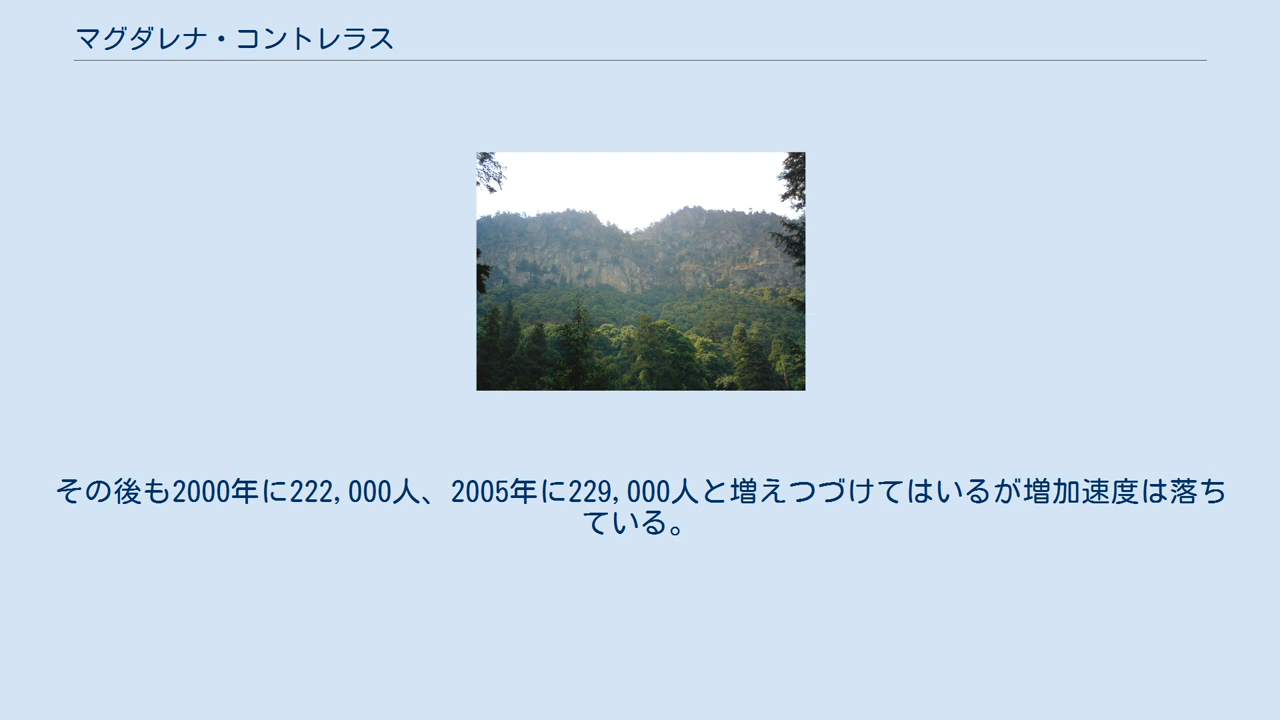 マグダレナ・コントレラス
その後も2000年に222,000人、2005年に229,000人と増えつづけてはいるが増加速度は落ち
ている。